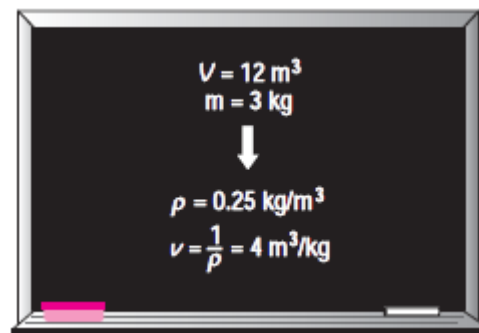 V = 12 m³
m = 3 kg
ρ = 0.25 kg/m³
ν = 1/ρ = 4 m³/kg